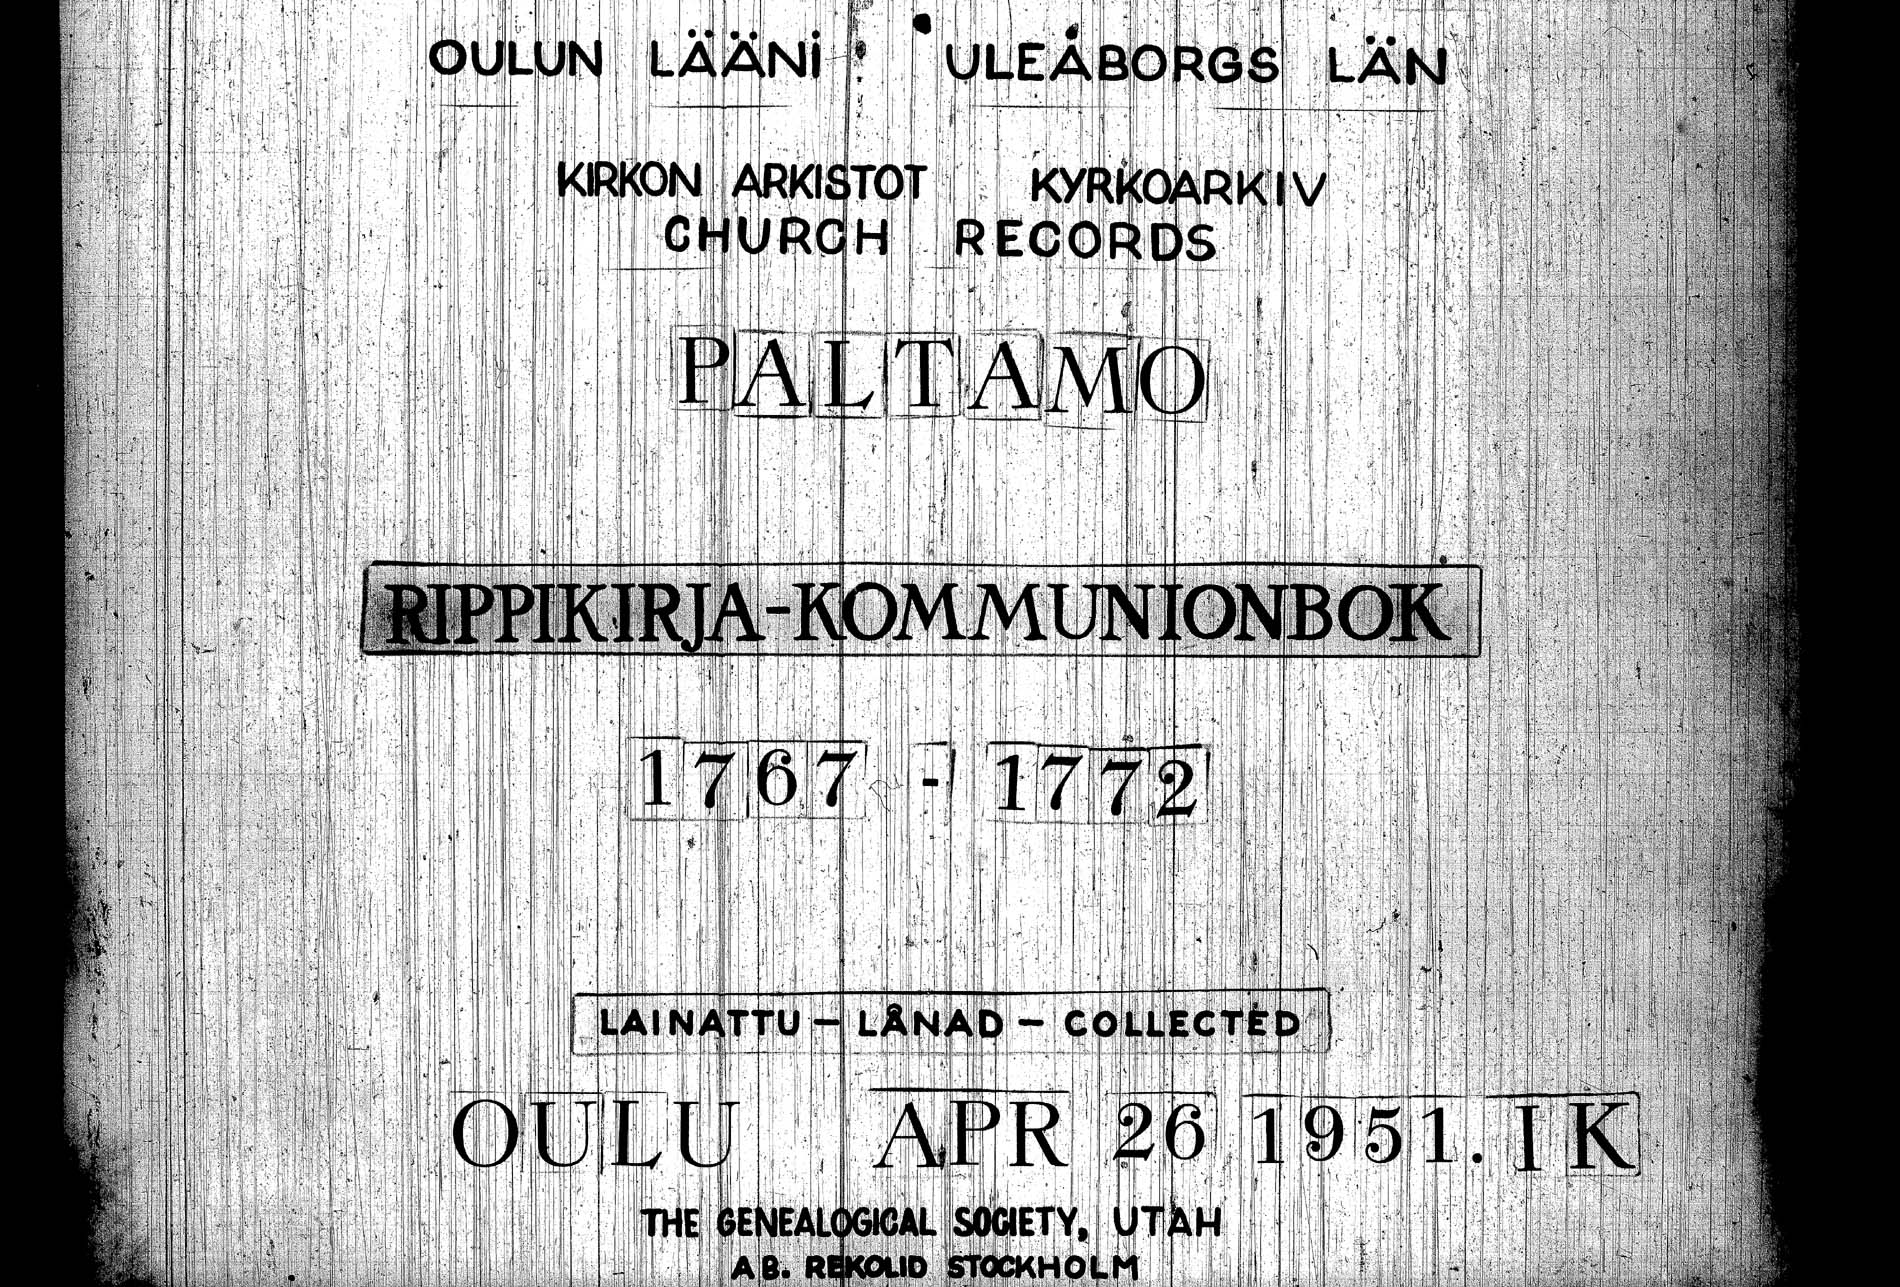 OULUN LÄÄNI ULEÅBORGS LÄN
KIRKON ARKISTOT KYRKOARKIV
CHURCH RECORDS
PALTAMO
RIPPIKIRJA-KOMMUNIONBOK
1767 - 1772
LAINATTU - LÅNAD - COLLECTED
OULU APR 26 1951. IK
THE GENEALOGICAL SOCIETY, UTAH
AB. REKOLID STOCKHOLM